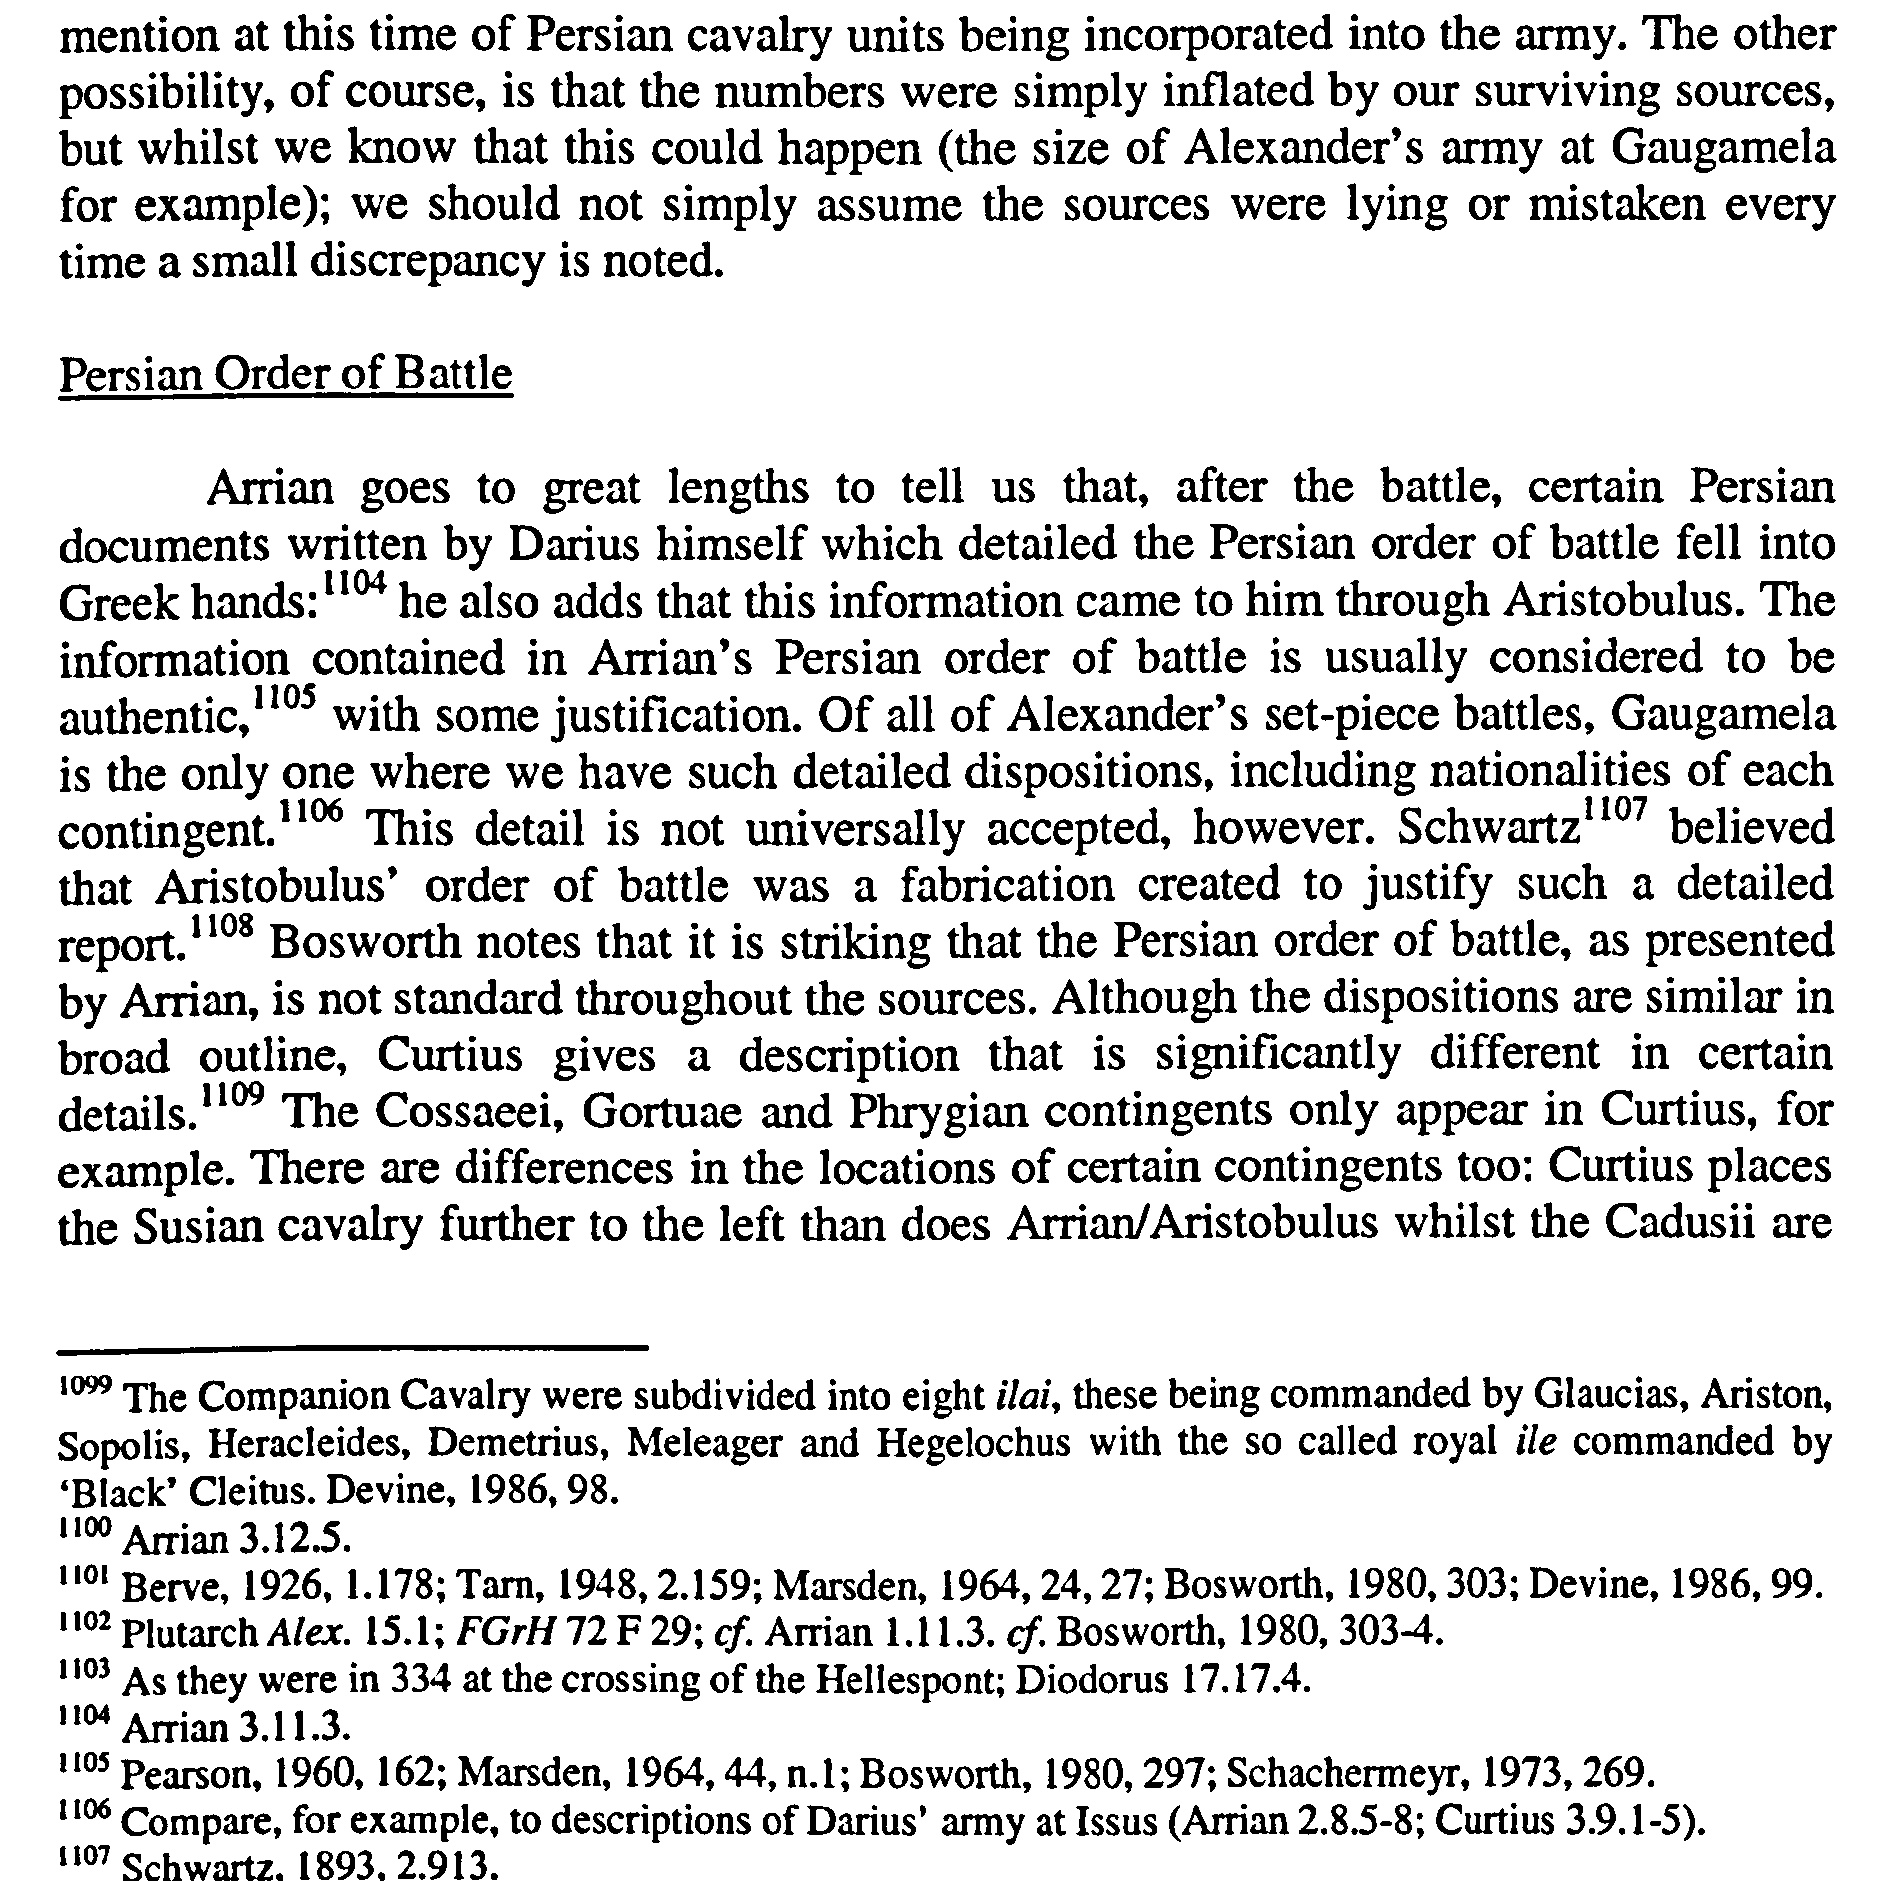 mention at this time of Persian cavalry units being incorporated into the army. The other
possibility, of course, is that the numbers were simply inflated by our surviving sources,
but whilst we know that this could happen (the size of Alexander's army at Gaugamela
for example); we should not simply assume the sources were lying or mistaken every
time a small discrepancy is noted.
Persian Order of Battle
Arrian goes to great lengths to tell us that, after the battle, certain Persian
documents written by Darius himself which detailed the Persian order of battle fell into
Greek hands:1104 he also adds that this information came to him through Aristobulus. The
information contained in Arrian's Persian order of battle is usually considered to be
authentic,1105 with some justification. Of all of Alexander's set-piece battles, Gaugamela
is the only one where we have such detailed dispositions, including nationalities of each
contingent.1106 This detail is not universally accepted, however. Schwartz1107 believed
that Aristobulus' order of battle was a fabrication created to justify such a detailed
report.1108 Bosworth notes that it is striking that the Persian order of battle, as presented
by Arrian, is not standard throughout the sources. Although the dispositions are similar in
broad outline, Curtius gives a description that is significantly different in certain
details.1109 The Cossaeei, Gortuae and Phrygian contingents only appear in Curtius, for
example. There are differences in the locations of certain contingents too: Curtius places
the Susian cavalry further to the left than does Arrian/Aristobulus whilst the Cadusii are
1099 The Companion Cavalry were subdivided into eight ilai, these being commanded by Glaucias, Ariston,
Sopolis, Heracleides, Demetrius, Meleager and Hegelochus with the so called royal ile commanded by
'Black' Cleitus. Devine, 1986, 98.
1100 Arrian 3.12.5.
1101 Berve, 1926, 1.178; Tarn, 1948, 2.159; Marsden, 1964, 24, 27; Bosworth, 1980, 303; Devine, 1986, 99.
1102 Plutarch Alex. 15.1; FGrH 72 F 29; cf. Arrian 1.11.3. cf. Bosworth, 1980, 303-4.
1103 As they were in 334 at the crossing of the Hellespont; Diodorus 17.17.4.
1104 Arrian 3.11.3.
1105 Pearson, 1960, 162; Marsden, 1964, 44, n.1; Bosworth, 1980, 297; Schachermeyr, 1973, 269.
1106 Compare, for example, to descriptions of Darius' army at Issus (Arrian 2.8.5-8; Curtius 3.9.1-5).
1107 Schwartz, 1893, 2.913.